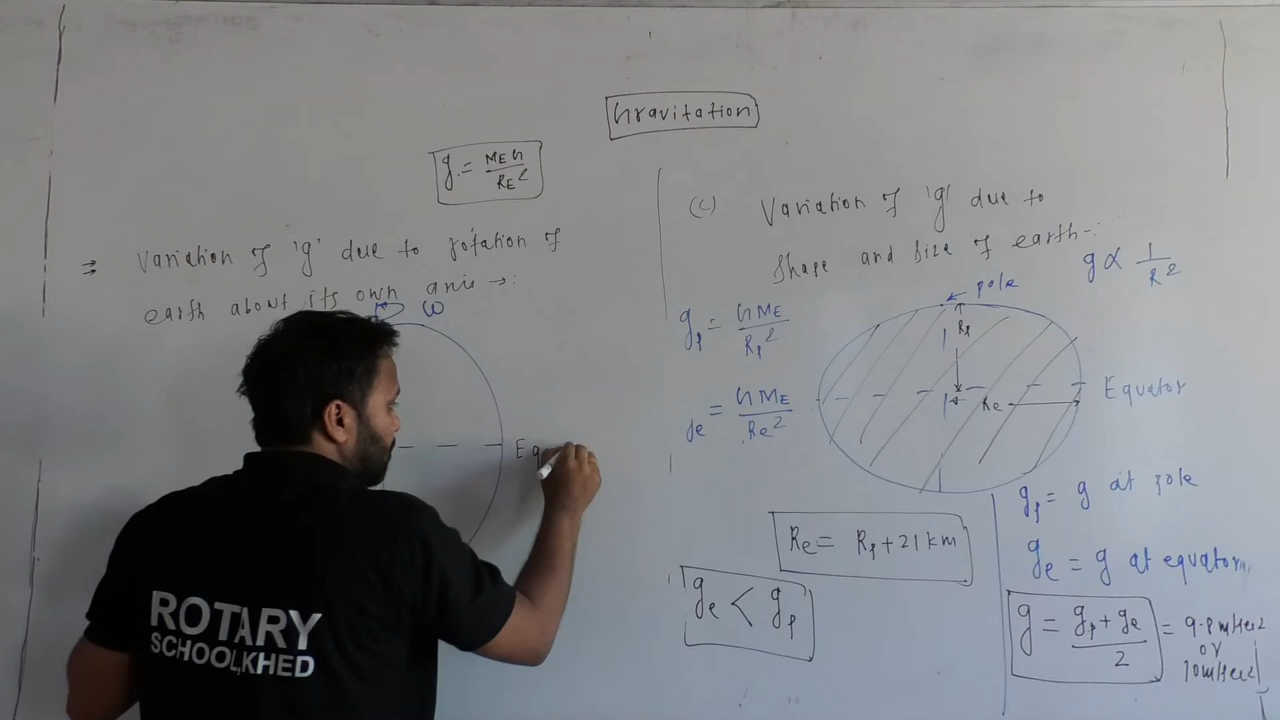 Gravitation
g = MEG/RE²
⇒ Variation of 'g' due to rotation of
earth about its own axis →:
ω
Eq
ROTARY
SCHOOL,KHED
(c) Variation of 'g' due to
shape and size of earth-:
g ∝ 1/R²
pole
gp = GME/Rp²
Rp
ge = GME/Re²
Re
Equator
Re = Rp + 21 km
ge < gp
gp = g at pole
ge = g at equator
g = gp + ge / 2 = 9.8 m/sec2
or
10 m/sec2